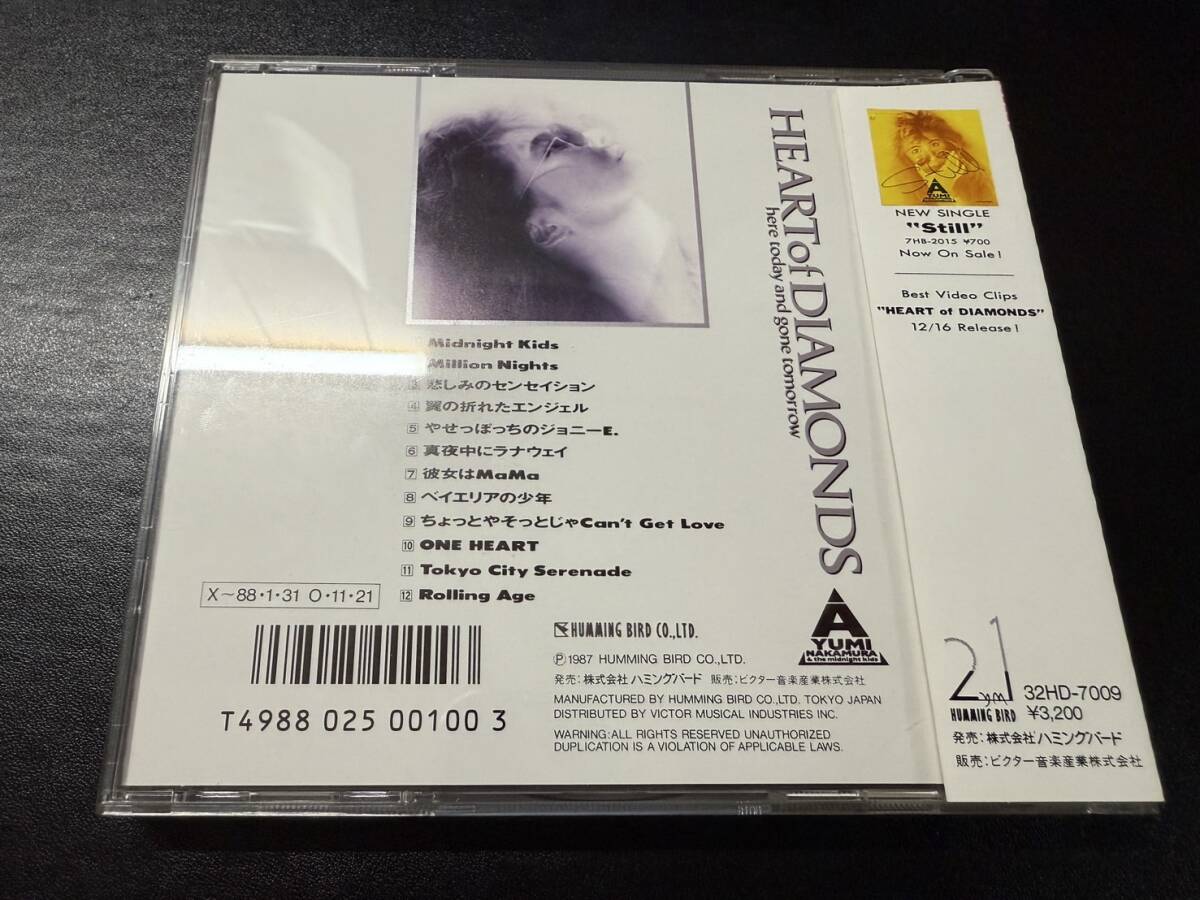 HEART of DIAMONDS
here today and gone tomorrow
Midnight Kids
Million Nights
3 悲しみのセンセイション
4 翼の折れたエンジェル
5 やせっぽっちのジョニーE.
6 真夜中にラナウェイ
7 彼女はMaMa
8 ベイエリアの少年
9 ちょっとやそっとじゃCan't Get Love
10 ONE HEART
11 Tokyo City Serenade
12 Rolling Age
X~88・1・31 O・11・21
T4988 025 00100 3
HUMMING BIRD CO.,LTD.
Ⓟ1987 HUMMING BIRD CO.,LTD.
発売:株式会社ハミングバード 販売:ビクター音楽産業株式会社
MANUFACTURED BY HUMMING BIRD CO.,LTD. TOKYO JAPAN
DISTRIBUTED BY VICTOR MUSICAL INDUSTRIES INC.
WARNING:ALL RIGHTS RESERVED UNAUTHORIZED
DUPLICATION IS A VIOLATION OF APPLICABLE LAWS.
A
YUMI
NAKAMURA
& the midnight kids
A
YUMI
NEW SINGLE
"Still"
7HB-2015 ¥700
Now On Sale!
Best Video Clips
"HEART of DIAMONDS"
12/16 Release!
21
HUMMING BIRD
32HD-7009
¥3,200
発売:株式会社ハミングバード
販売:ビクター音楽産業株式会社